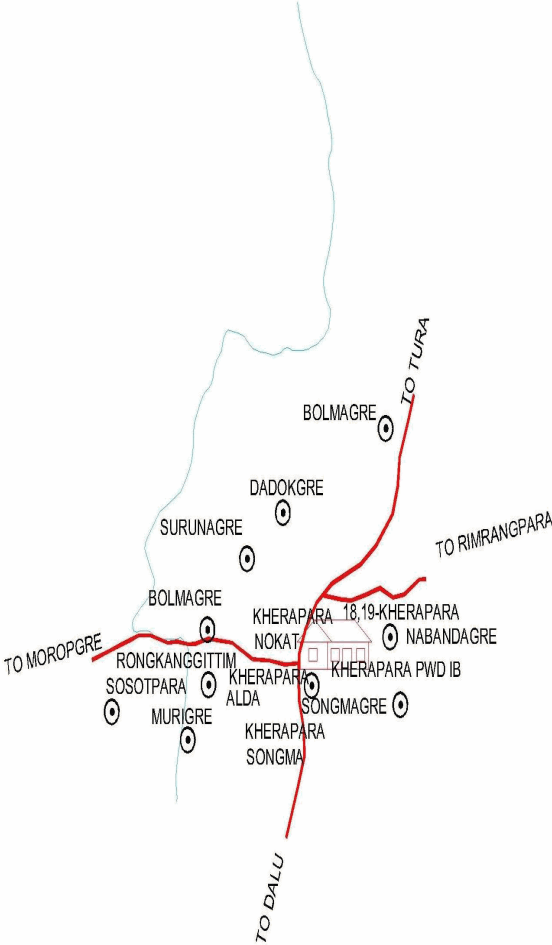 TO TURA
BOLMAGRE
DADOKGRE
SURUNAGRE
TO RIMRANGPARA
BOLMAGRE
KHERAPARA
NOKAT
18,19-KHERAPARA
NABANDAGRE
TO MOROPGRE
RONGKANGGITTIM
KHERAPARA
ALDA
KHERAPARA PWD IB
SOSOTPARA
SONGMAGRE
MURIGRE
KHERAPARA
SONGMA
TO DALU